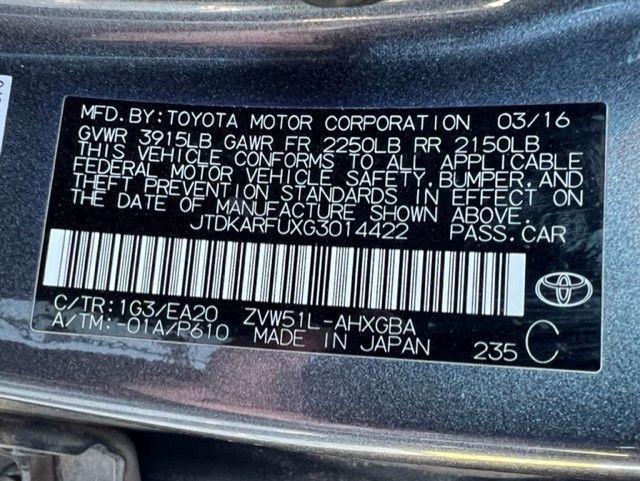 MFD.BY:TOYOTA MOTOR CORPORATION 03/16
GVWR 3915LB GAWR FR 2250LB RR 2150LB
THIS VEHICLE CONFORMS TO ALL APPLICABLE
FEDERAL MOTOR VEHICLE SAFETY,BUMPER,AND
THEFT PREVENTION STANDARDS IN EFFECT ON
THE DATE OF MANUFACTURE SHOWN ABOVE.
JTDKARFUXG3014422 PASS.CAR
C/TR:1G3/EA20 ZVW51L-AHXGBA
A/TM:-01A/P610 MADE IN JAPAN 235 C